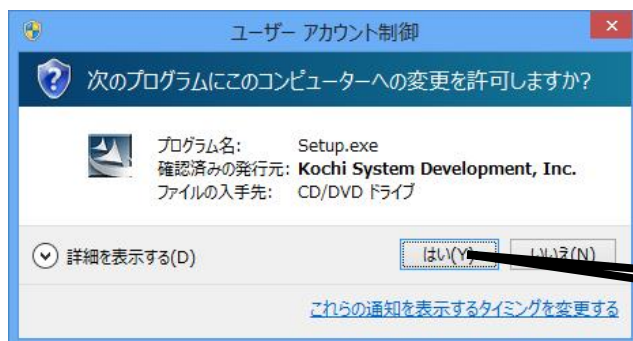 ユーザー アカウント制御
次のプログラムにこのコンピューターへの変更を許可しますか?
プログラム名: Setup.exe
確認済みの発行元: Kochi System Development, Inc.
ファイルの入手先: CD/DVD ドライブ
詳細を表示する(D) はい(Y) いいえ(N)
これらの通知を表示するタイミングを変更する